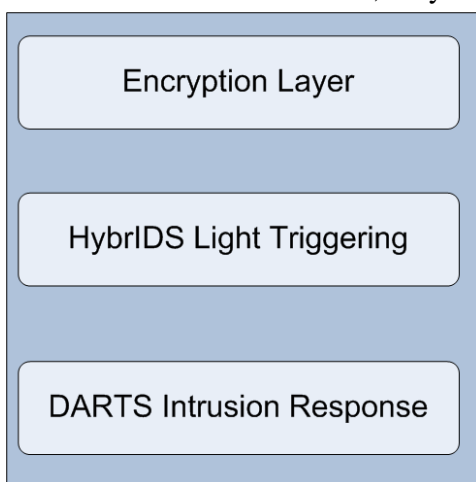 Encryption Layer
HybrIDS Light Triggering
DARTS Intrusion Response